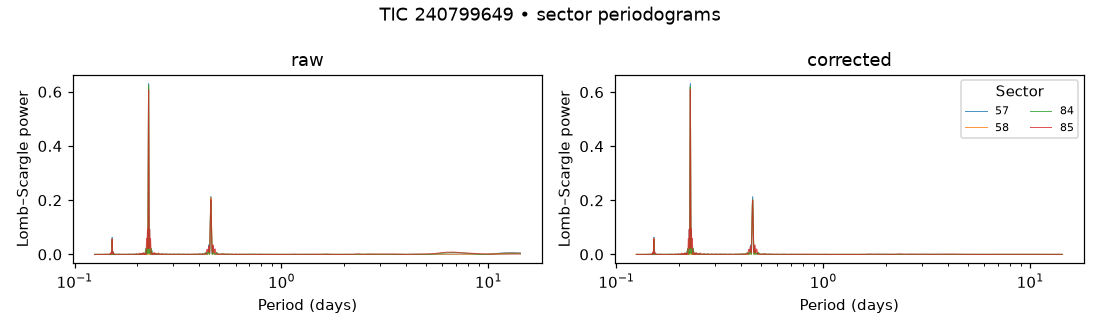 TIC 240799649 • sector periodograms
raw
corrected
Lomb–Scargle power
0.6
0.4
0.2
0.0
10⁻¹
10⁰
10¹
Period (days)
Lomb–Scargle power
0.6
0.4
0.2
0.0
10⁻¹
10⁰
10¹
Period (days)
Sector
57 84
58 85